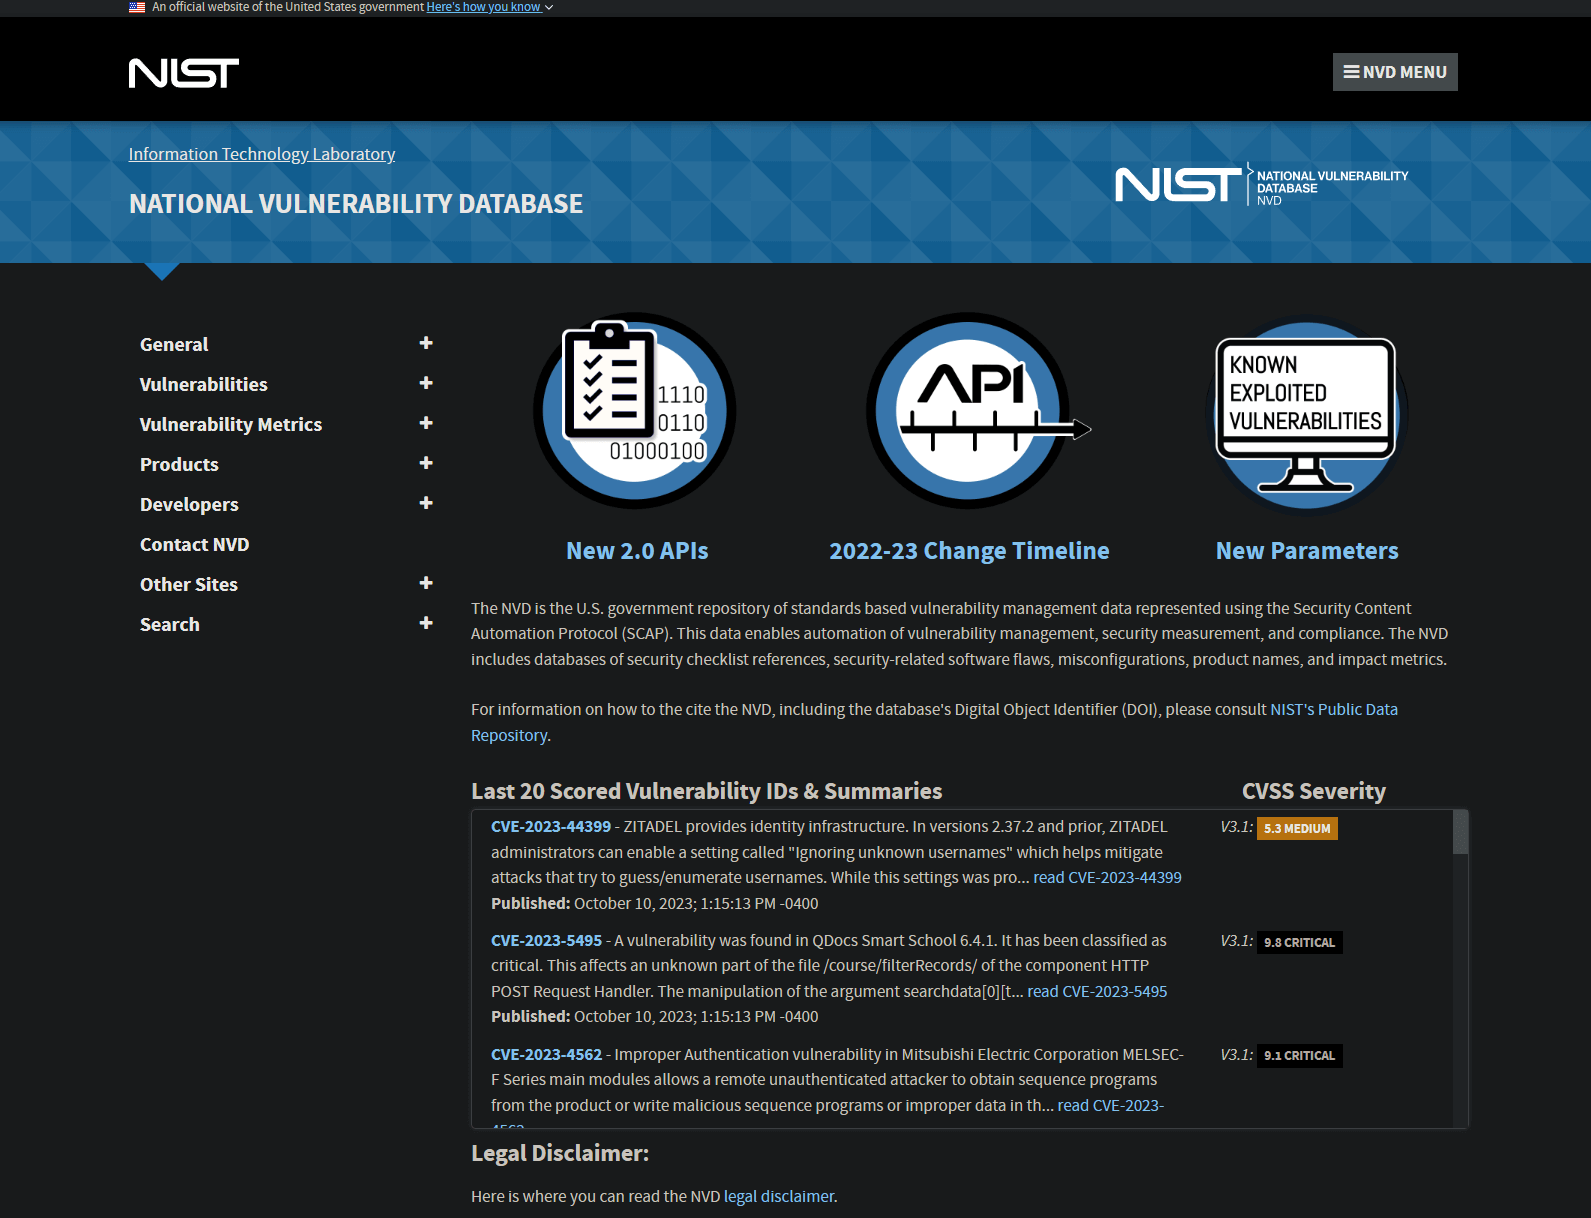 An official website of the United States government Here's how you know
NIST
NVD MENU
Information Technology Laboratory
NATIONAL VULNERABILITY DATABASE
NIST NATIONAL VULNERABILITY
DATABASE
NVD
General
Vulnerabilities
Vulnerability Metrics
Products
Developers
Contact NVD
Other Sites
Search
1110
0110
01000100
New 2.0 APIs
API
2022-23 Change Timeline
KNOWN
EXPLOITED
VULNERABILITIES
New Parameters
The NVD is the U.S. government repository of standards based vulnerability management data represented using the Security Content
Automation Protocol (SCAP). This data enables automation of vulnerability management, security measurement, and compliance. The NVD
includes databases of security checklist references, security-related software flaws, misconfigurations, product names, and impact metrics.
For information on how to the cite the NVD, including the database's Digital Object Identifier (DOI), please consult NIST's Public Data
Repository.
Last 20 Scored Vulnerability IDs & Summaries CVSS Severity
CVE-2023-44399 - ZITADEL provides identity infrastructure. In versions 2.37.2 and prior, ZITADEL V3.1: 5.3 MEDIUM
administrators can enable a setting called "Ignoring unknown usernames" which helps mitigate
attacks that try to guess/enumerate usernames. While this settings was pro... read CVE-2023-44399
Published: October 10, 2023; 1:15:13 PM -0400
CVE-2023-5495 - A vulnerability was found in QDocs Smart School 6.4.1. It has been classified as V3.1: 9.8 CRITICAL
critical. This affects an unknown part of the file /course/filterRecords/ of the component HTTP
POST Request Handler. The manipulation of the argument searchdata[0][t... read CVE-2023-5495
Published: October 10, 2023; 1:15:13 PM -0400
CVE-2023-4562 - Improper Authentication vulnerability in Mitsubishi Electric Corporation MELSEC- V3.1: 9.1 CRITICAL
F Series main modules allows a remote unauthenticated attacker to obtain sequence programs
from the product or write malicious sequence programs or improper data in th... read CVE-2023-
4562
Legal Disclaimer:
Here is where you can read the NVD legal disclaimer.